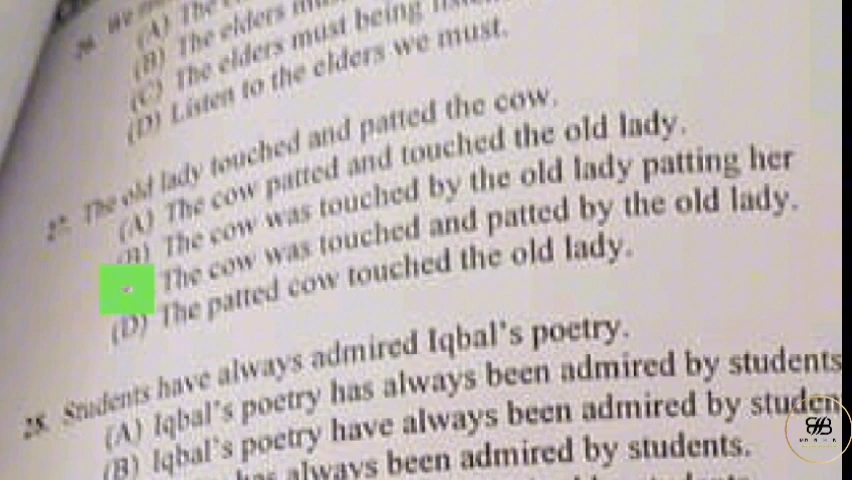 26. We
(A) The
(B) The elders
(C) The elders must being
(D) Listen to the elders we must.
27. The old lady touched and patted the cow.
(A) The cow patted and touched the old lady.
(B) The cow was touched by the old lady patting her
The cow was touched and patted by the old lady.
(D) The patted cow touched the old lady.
28. Students have always admired Iqbal's poetry.
(A) Iqbal's poetry has always been admired by students
(B) Iqbal's poetry have always been admired by studen
has always been admired by students.